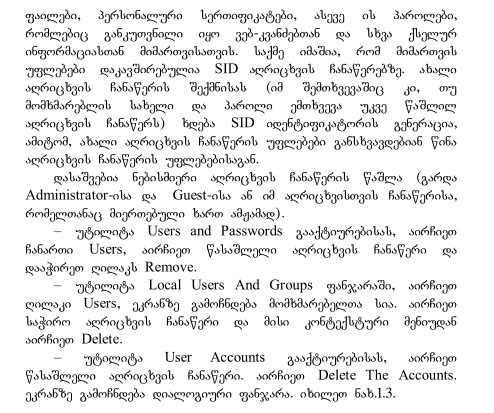 ფაილები, პერსონალური სერთიფიკატები, ასევე ის პაროლები,
რომლებიც განკუთვნილი იყო ვებ-კვანძებთან და სხვა ქსელურ
ინფორმაციასთან მიმართვისათვის. საქმე იმაშია, რომ მიმართვის
უფლებები დაკავშირებულია SID აღრიცხვის ჩანაწერებზე. ახალი
აღრიცხვის ჩანაწერის შექმნისას (იმ შემთხვევაშიც კი, თუ
მომხმარებლის სახელი და პაროლი ემთხვევა უკვე წაშლილ
აღრიცხვის ჩანაწერს) ხდება SID იდენტიფიკატორის გენერაცია,
ამიტომ, ახალი აღრიცხვის ჩანაწერის უფლებები განსხვავდებიან წინა
აღრიცხვის ჩანაწერის უფლებებისაგან.
დასაშვებია ნებისმიერი აღრიცხვის ჩანაწერის წაშლა (გარდა
Administrator-ისა და Guest-ისა ან იმ აღრიცხვისთვის ჩანაწერისა,
რომელთანაც მიერთებული ხართ ამჟამად).
– უტილიტა Users and Passwords გააქტიურებისას, აირჩიეთ
ჩანართი Users, აირჩიეთ წასაშლელი აღრიცხვის ჩანაწერი და
დააჭირეთ ღილაკს Remove.
– უტილიტა Local Users And Groups ფანჯარაში, აირჩიეთ
ღილაკი Users, ეკრანზე გამოჩნდება მომხმარებელთა სია. აირჩიეთ
საჭირო აღრიცხვის ჩანაწერი და მისი კონტექსტური მენიუდან
აირჩიეთ Delete.
– უტილიტა User Accounts გააქტიურებისას, აირჩიეთ
წასაშლელი აღრიცხვის ჩანაწერი. აირჩიეთ Delete The Accounts.
ეკრანზე გამოჩნდება დიალოგიური ფანჯარა. იხილეთ ნახ.1.3.